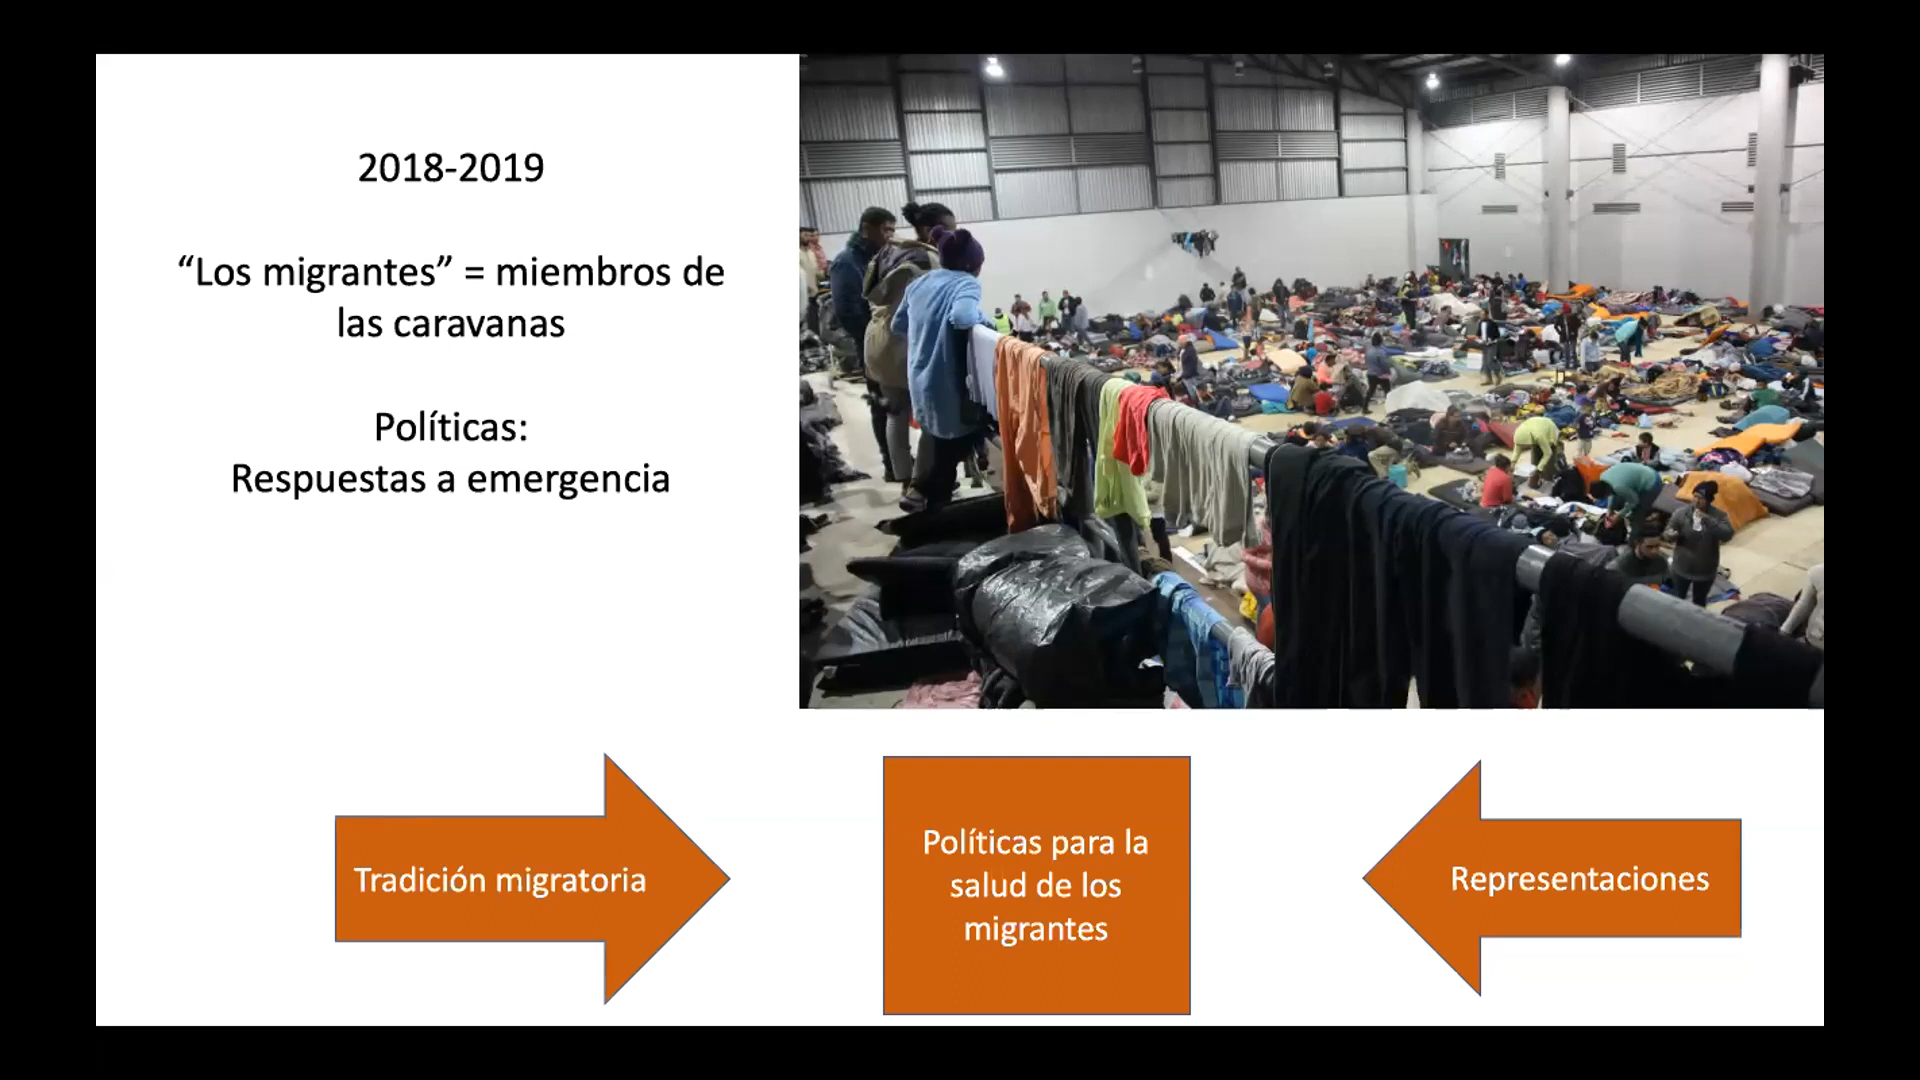 2018-2019
“Los migrantes” = miembros de
las caravanas
Políticas:
Respuestas a emergencia
Tradición migratoria
Políticas para la
salud de los
migrantes
Representaciones